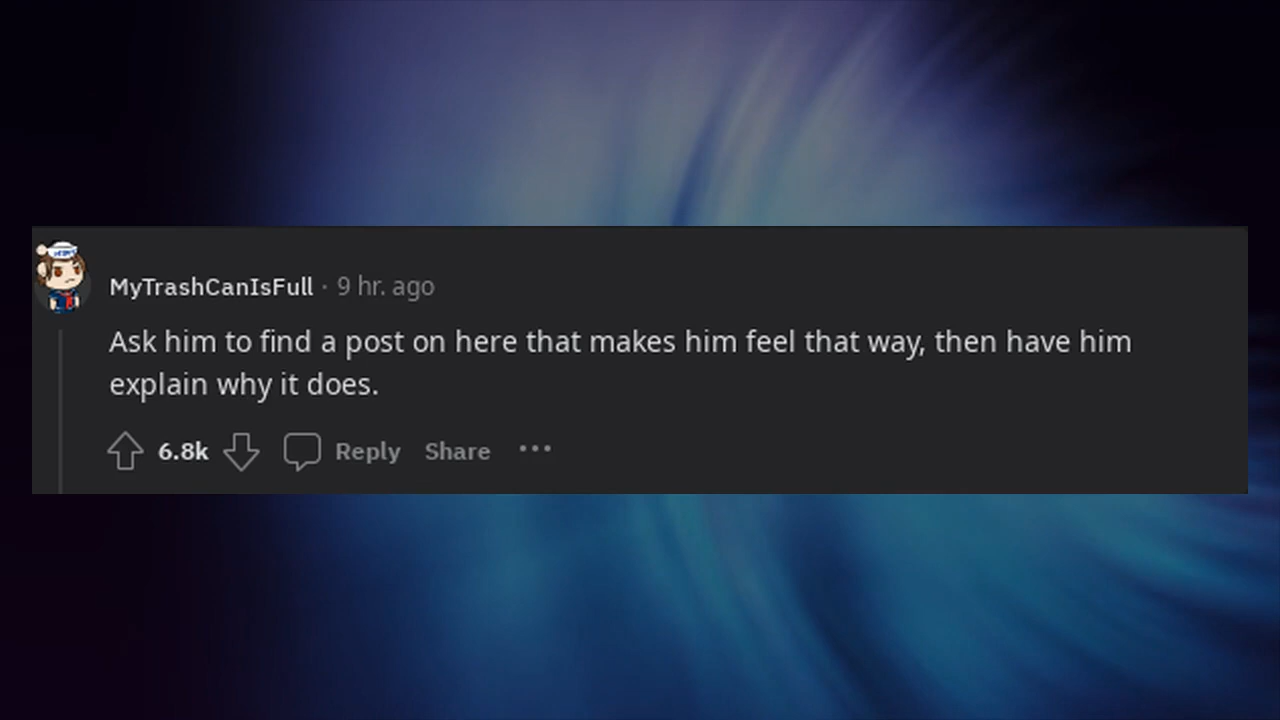 MyTrashCanIsFull · 9 hr. ago
Ask him to find a post on here that makes him feel that way, then have him
explain why it does.
6.8k Reply Share ···